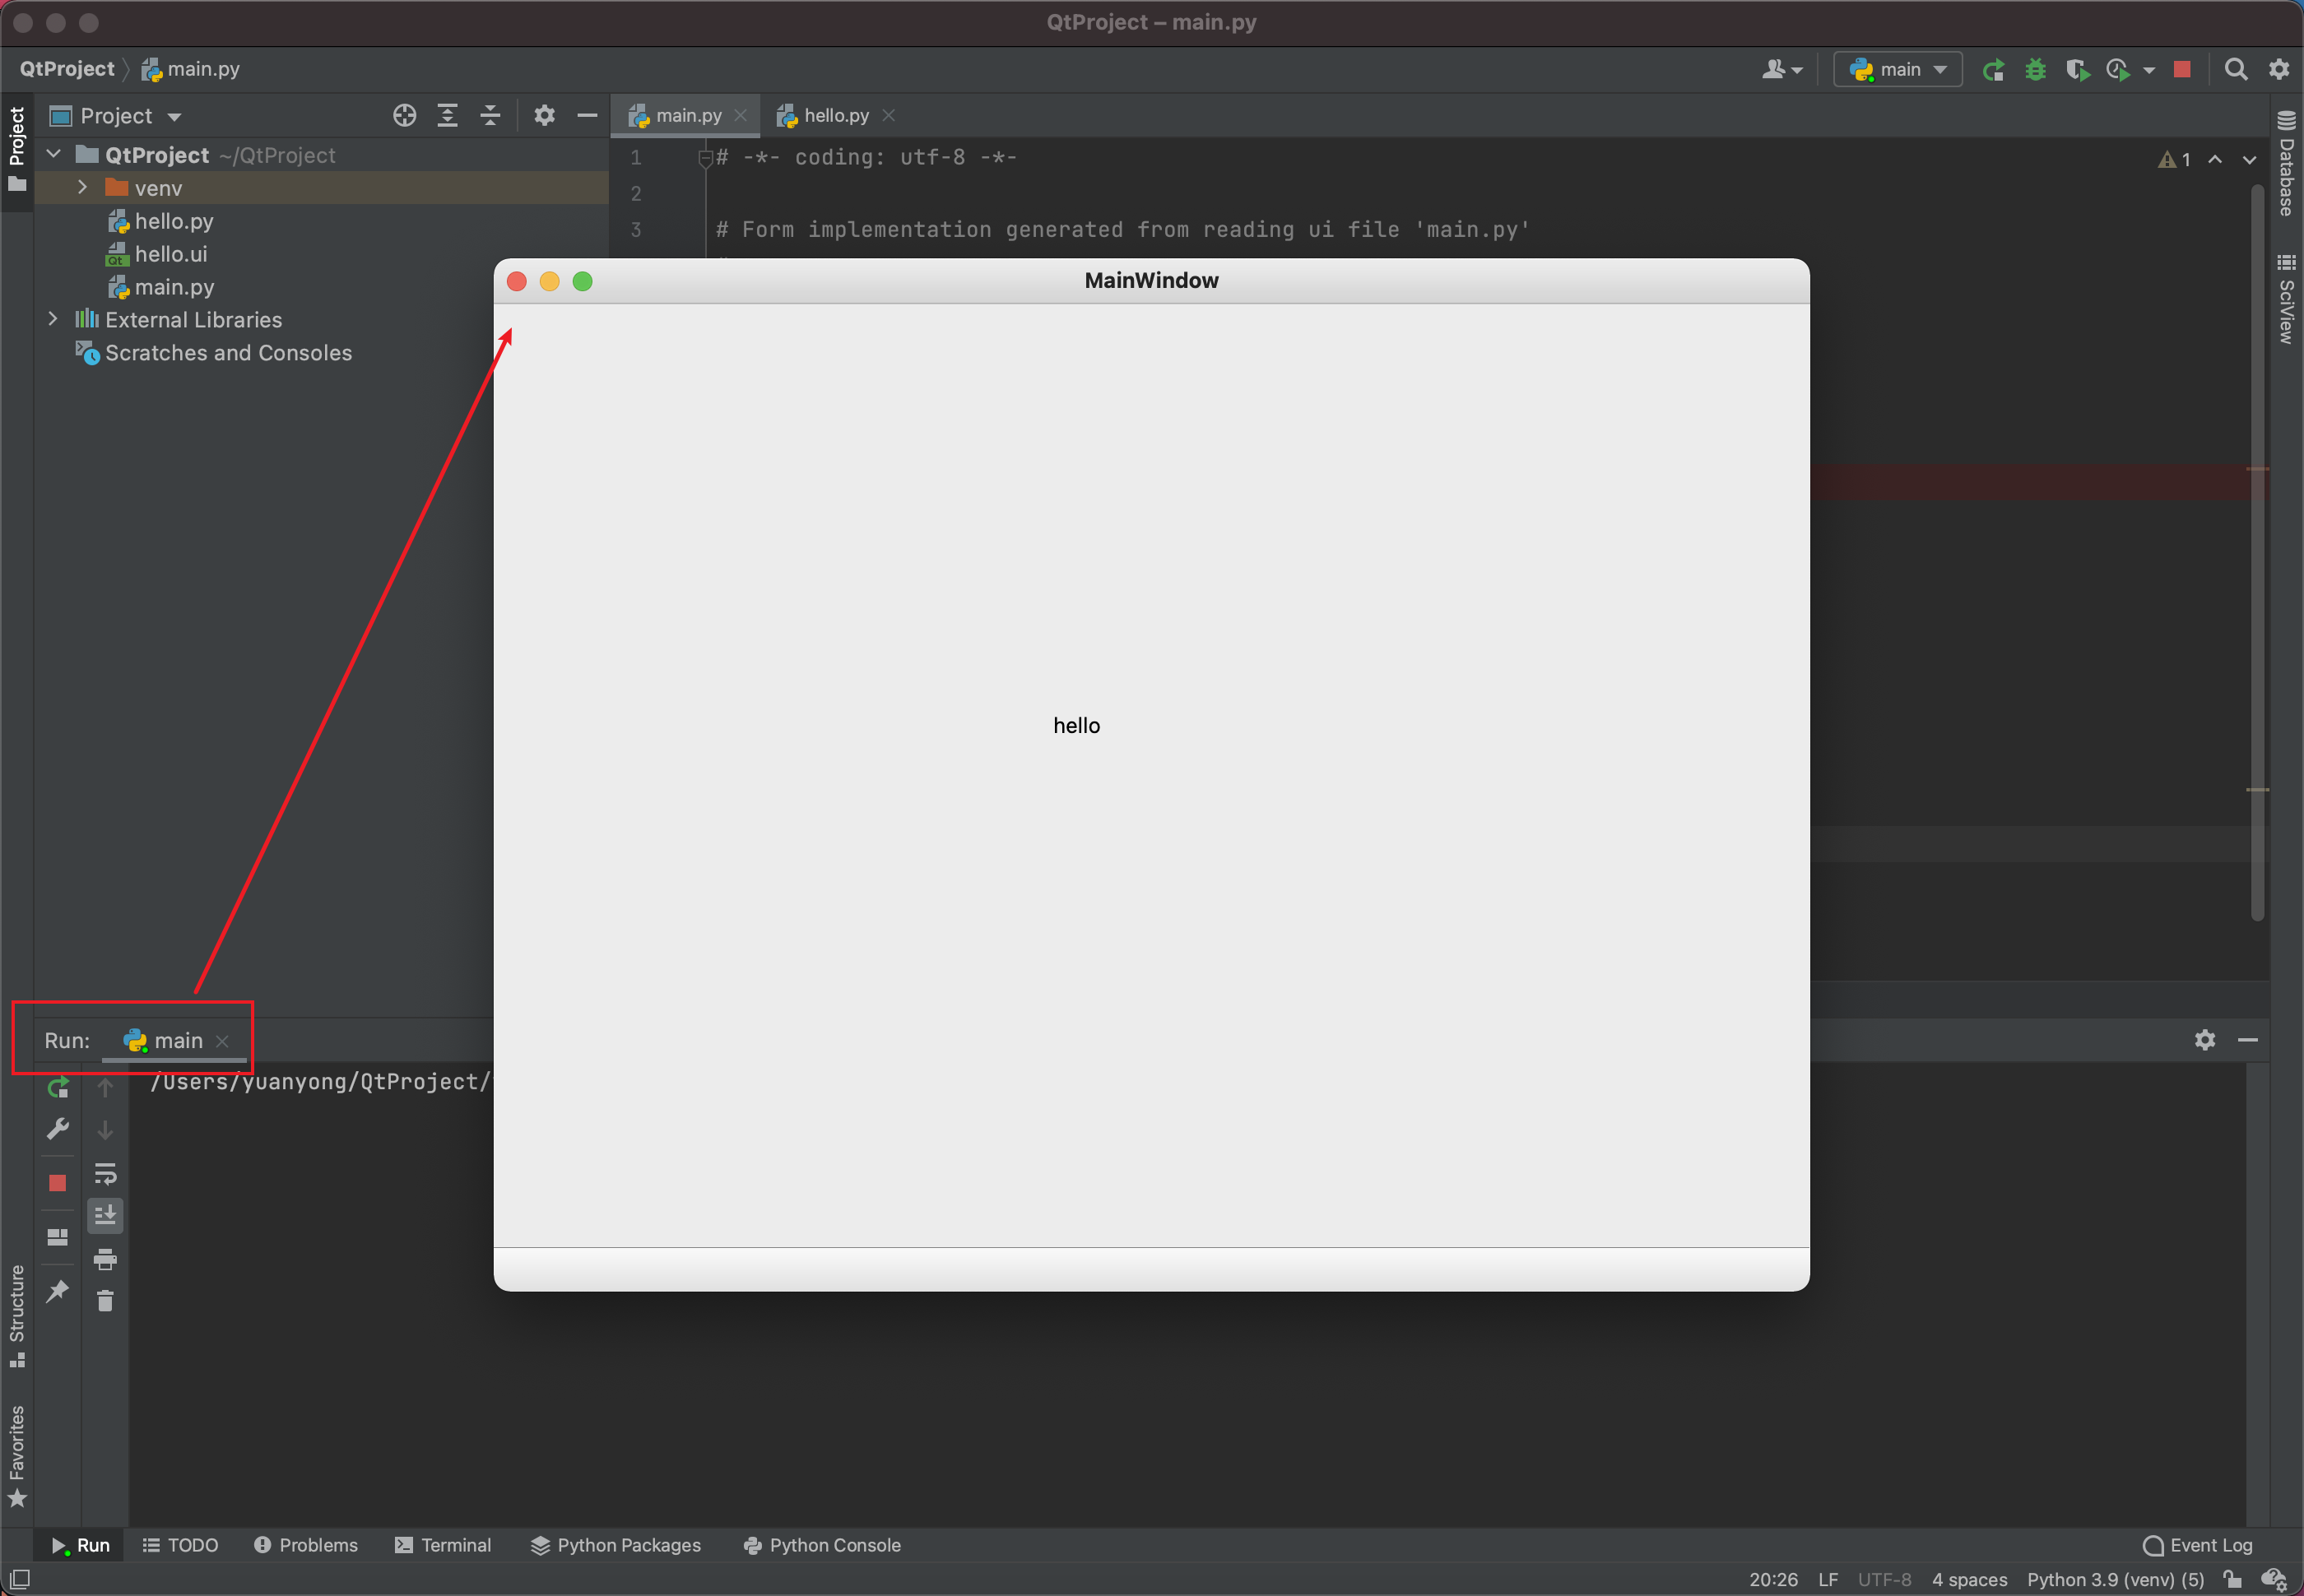 QtProject – main.py
QtProject
main.py
main
Project
Project
main.py
hello.py
QtProject ~/QtProject
venv
hello.py
hello.ui
main.py
External Libraries
Scratches and Consoles
1 # -*- coding: utf-8 -*-
2
3 # Form implementation generated from reading ui file 'main.py'
1
Database
SciView
MainWindow
hello
Run: main
/Users/yuanyong/QtProject/
Structure
Favorites
Run
TODO
Problems
Terminal
Python Packages
Python Console
Event Log
20:26 LF UTF-8 4 spaces Python 3.9 (venv) (5)